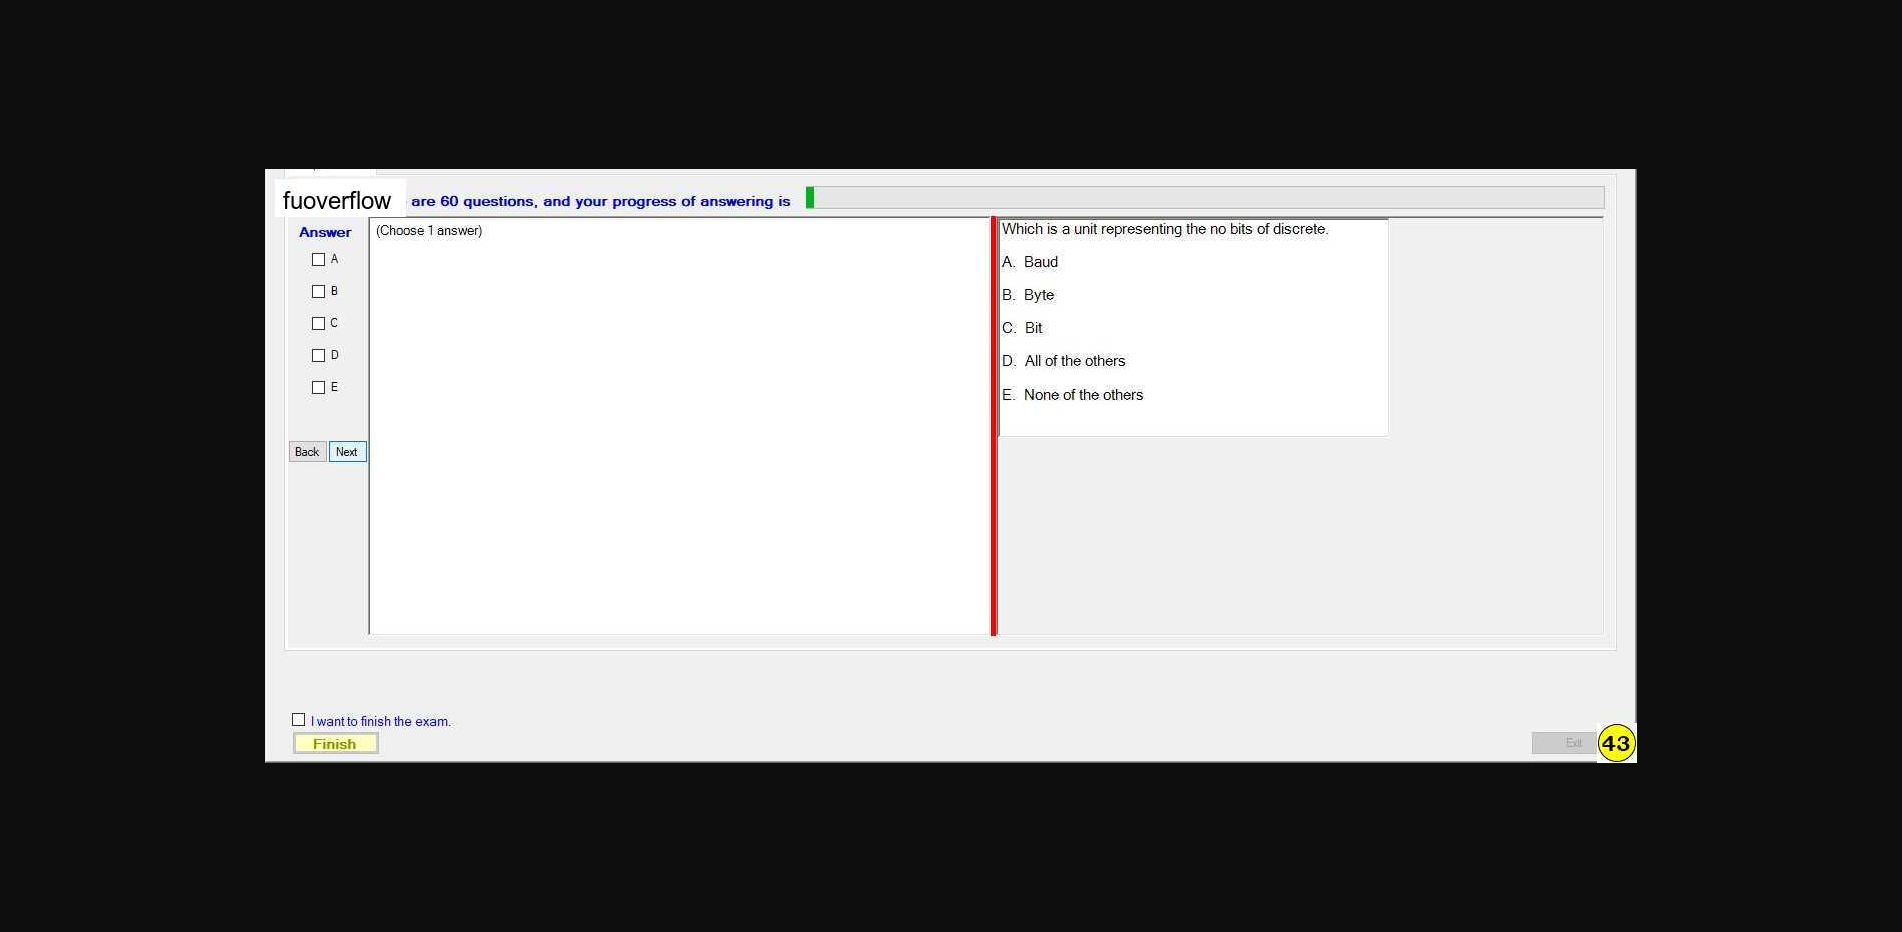 fuoverflow are 60 questions, and your progress of answering is
Answer
A
B
C
D
E
Back Next
(Choose 1 answer)
Which is a unit representing the no bits of discrete.
A. Baud
B. Byte
C. Bit
D. All of the others
E. None of the others
I want to finish the exam.
Finish
Exit
43